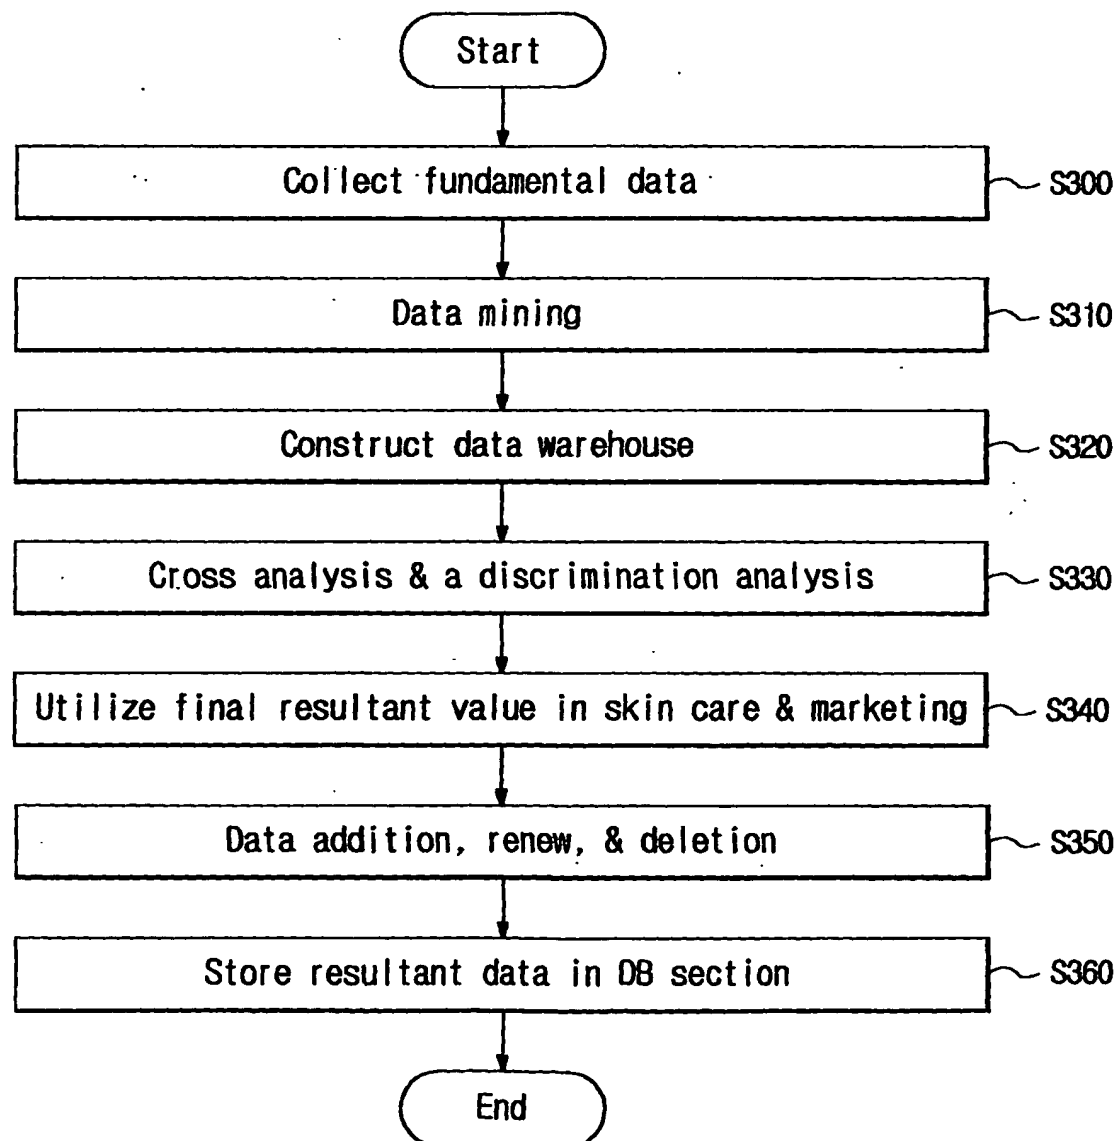 Start
Collect fundamental data
S300
Data mining
S310
Construct data warehouse
S320
Cross analysis & a discrimination analysis
S330
Utilize final resultant value in skin care & marketing
S340
Data addition, renew, & deletion
S350
Store resultant data in DB section
S360
End